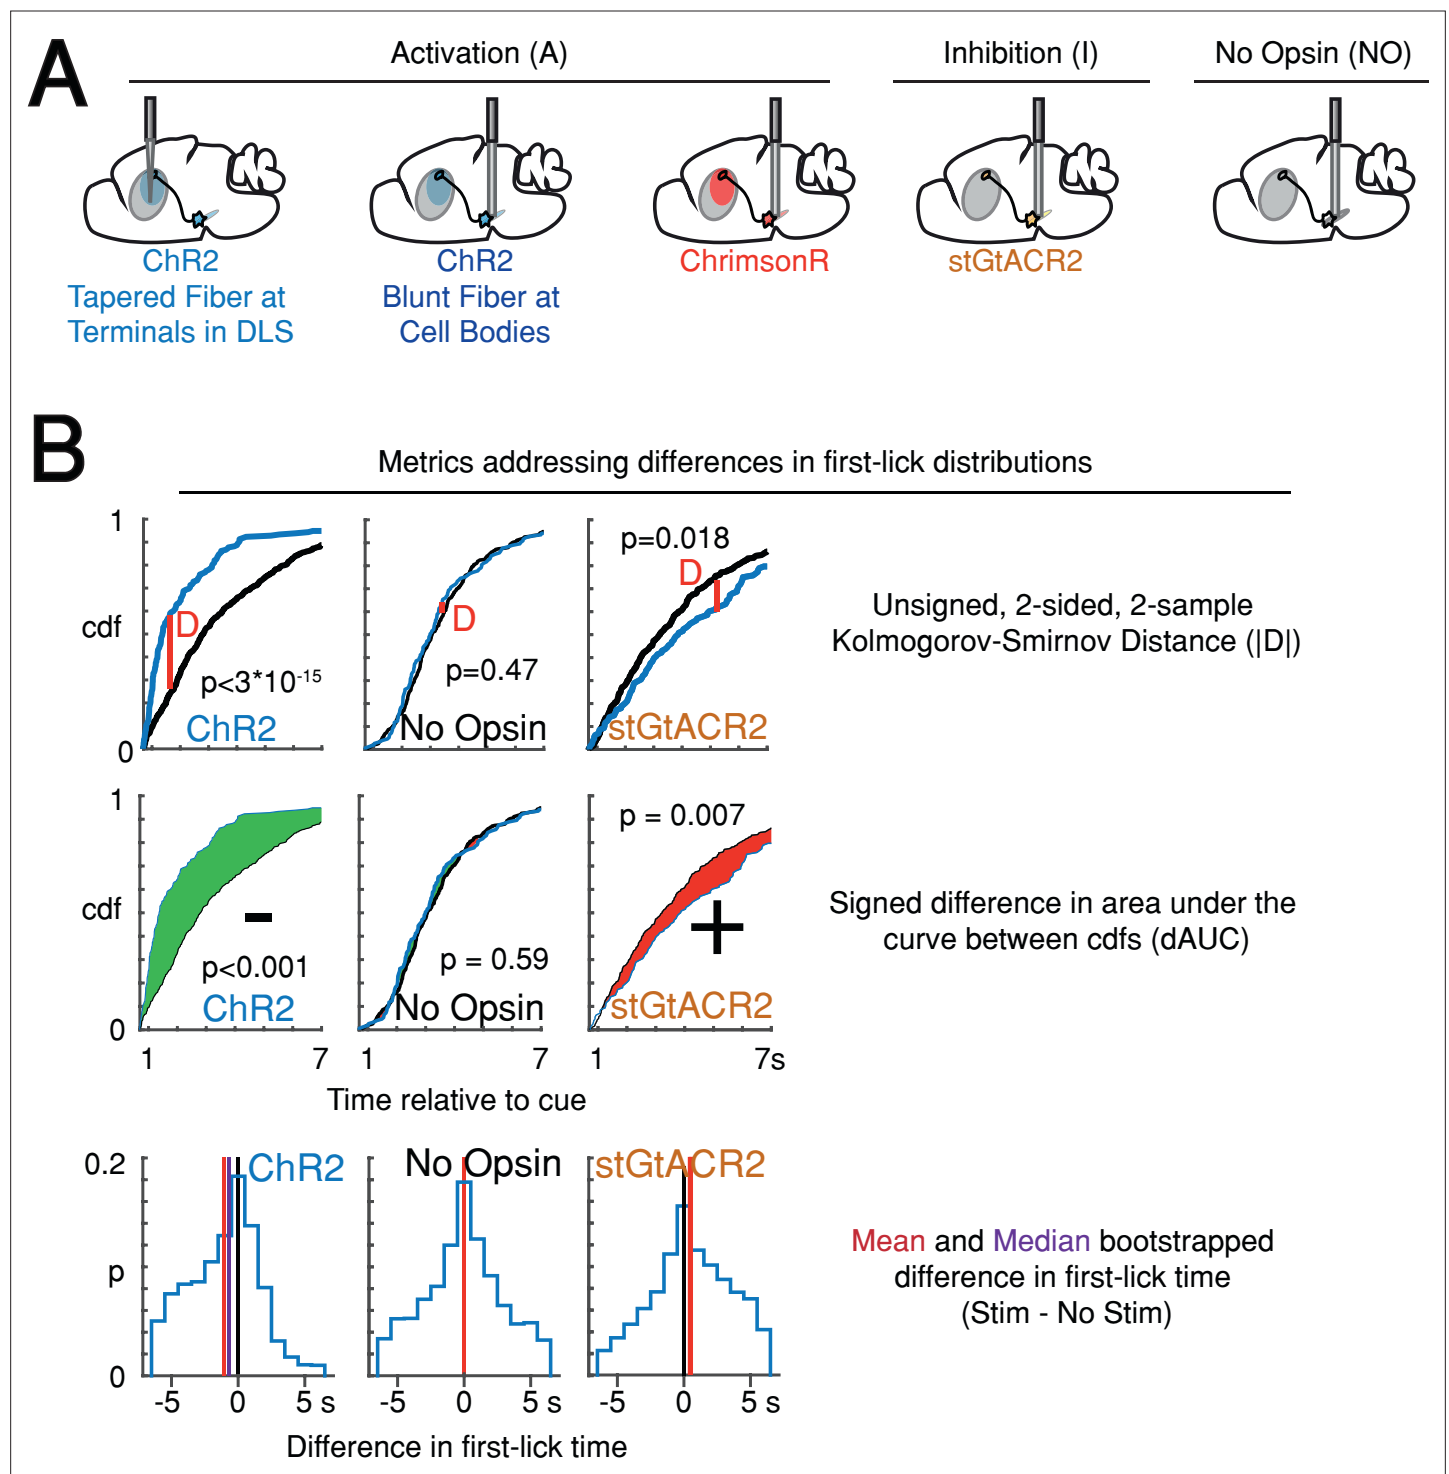 A
Activation (A)
Inhibition (I)
No Opsin (NO)
ChR2
Tapered Fiber at
Terminals in DLS
ChR2
Blunt Fiber at
Cell Bodies
ChrimsonR
stGtACR2
B
Metrics addressing differences in first-lick distributions
1
cdf
0
D
p<3*10⁻¹⁵
ChR2
D
p=0.47
No Opsin
p=0.018
D
stGtACR2
Unsigned, 2-sided, 2-sample
Kolmogorov-Smirnov Distance (|D|)
1
cdf
0
-
p<0.001
ChR2
1
7
p = 0.59
No Opsin
1
7
p = 0.007
+
stGtACR2
1
7s
Time relative to cue
Signed difference in area under the
curve between cdfs (dAUC)
0.2
p
0
ChR2
-5
0
5 s
No Opsin
-5
0
5 s
stGtACR2
-5
0
5 s
Difference in first-lick time
Mean and Median bootstrapped
difference in first-lick time
(Stim - No Stim)